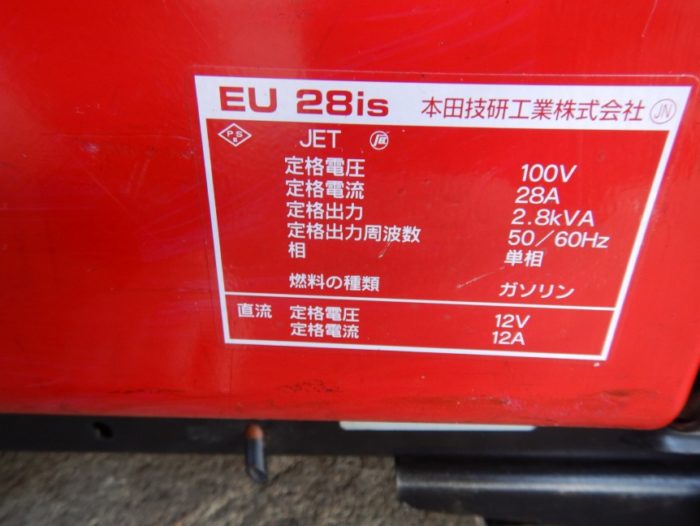 EU 28is 本田技研工業株式会社 JN
PS E JET JET
定格電圧 100V
定格電流 28A
定格出力 2.8kVA
定格出力周波数 50/60Hz
相 単相
燃料の種類 ガソリン
直流 定格電圧 12V
定格電流 12A